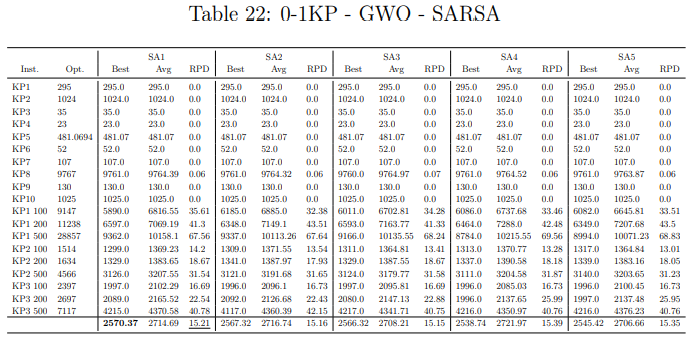 Table 22: 0-1KP - GWO - SARSA
SA1 SA2 SA3 SA4 SA5
Inst. Opt. Best Avg RPD Best Avg RPD Best Avg RPD Best Avg RPD Best Avg RPD
KP1 295 295.0 295.0 0.0 295.0 295.0 0.0 295.0 295.0 0.0 295.0 295.0 0.0 295.0 295.0 0.0
KP2 1024 1024.0 1024.0 0.0 1024.0 1024.0 0.0 1024.0 1024.0 0.0 1024.0 1024.0 0.0 1024.0 1024.0 0.0
KP3 35 35.0 35.0 0.0 35.0 35.0 0.0 35.0 35.0 0.0 35.0 35.0 0.0 35.0 35.0 0.0
KP4 23 23.0 23.0 0.0 23.0 23.0 0.0 23.0 23.0 0.0 23.0 23.0 0.0 23.0 23.0 0.0
KP5 481.0694 481.07 481.07 0.0 481.07 481.07 0.0 481.07 481.07 0.0 481.07 481.07 0.0 481.07 481.07 0.0
KP6 52 52.0 52.0 0.0 52.0 52.0 0.0 52.0 52.0 0.0 52.0 52.0 0.0 52.0 52.0 0.0
KP7 107 107.0 107.0 0.0 107.0 107.0 0.0 107.0 107.0 0.0 107.0 107.0 0.0 107.0 107.0 0.0
KP8 9767 9761.0 9764.39 0.06 9761.0 9764.32 0.06 9760.0 9764.97 0.07 9761.0 9764.52 0.06 9761.0 9763.87 0.06
KP9 130 130.0 130.0 0.0 130.0 130.0 0.0 130.0 130.0 0.0 130.0 130.0 0.0 130.0 130.0 0.0
KP10 1025 1025.0 1025.0 0.0 1025.0 1025.0 0.0 1025.0 1025.0 0.0 1025.0 1025.0 0.0 1025.0 1025.0 0.0
KP1 100 9147 5890.0 6816.55 35.61 6185.0 6885.0 32.38 6011.0 6702.81 34.28 6086.0 6737.68 33.46 6082.0 6645.81 33.51
KP1 200 11238 6597.0 7069.19 41.3 6348.0 7149.1 43.51 6593.0 7163.77 41.33 6464.0 7288.0 42.48 6349.0 7207.68 43.5
KP1 500 28857 9362.0 10158.1 67.56 9337.0 10113.26 67.64 9166.0 10135.55 68.24 8784.0 10215.55 69.56 8994.0 10071.23 68.83
KP2 100 1514 1299.0 1369.23 14.2 1309.0 1371.55 13.54 1309.0 1364.81 13.41 1313.0 1370.77 13.28 1317.0 1364.84 13.01
KP2 200 1634 1329.0 1383.65 18.67 1341.0 1387.97 17.93 1329.0 1387.55 18.67 1337.0 1390.58 18.18 1339.0 1383.16 18.05
KP2 500 4566 3126.0 3207.55 31.54 3121.0 3191.68 31.65 3124.0 3179.77 31.58 3111.0 3204.58 31.87 3140.0 3203.65 31.23
KP3 100 2397 1997.0 2102.29 16.69 1996.0 2096.1 16.73 1997.0 2095.81 16.69 1996.0 2085.03 16.73 1996.0 2100.45 16.73
KP3 200 2697 2089.0 2165.52 22.54 2092.0 2126.68 22.43 2080.0 2147.13 22.88 1996.0 2137.65 25.99 1997.0 2137.48 25.95
KP3 500 7117 4215.0 4370.58 40.78 4117.0 4360.39 42.15 4217.0 4341.71 40.75 4216.0 4350.97 40.76 4216.0 4376.23 40.76
2570.37 2714.69 15.21 2567.32 2716.74 15.16 2566.32 2708.21 15.15 2538.74 2721.97 15.39 2545.42 2706.66 15.35